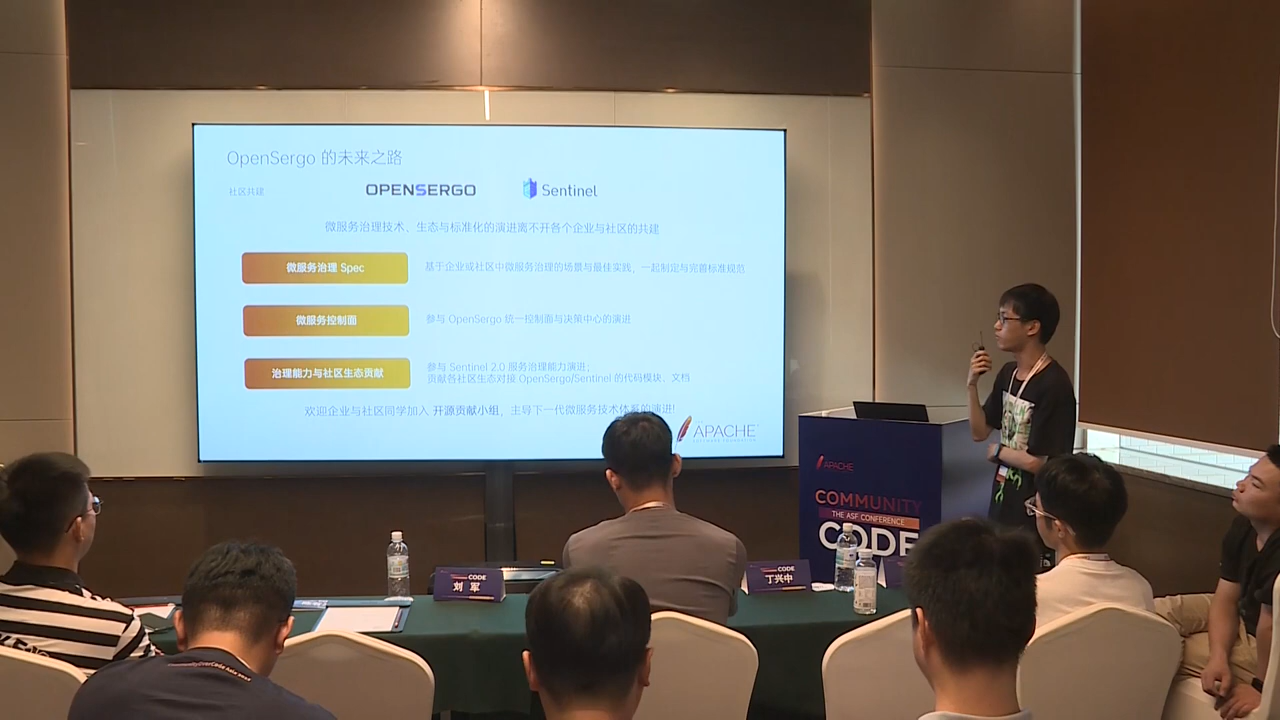 OpenSergo 的未来之路
社区共建
OPENSERGO
Sentinel
微服务治理技术、生态与标准化的演进离不开各个企业与社区的共建
微服务治理 Spec
基于企业或社区中微服务治理的场景与最佳实践，一起制定与完善标准规范
微服务控制面
参与 OpenSergo 统一控制面与决策中心的演进
治理能力与社区生态贡献
参与 Sentinel 2.0 服务治理能力演进；
贡献各社区生态对接 OpenSergo/Sentinel 的代码模块、文档
欢迎企业与社区同学加入 开源贡献小组，主导下一代微服务技术体系的演进!
APACHE
SOFTWARE FOUNDATION
APACHE
COMMUNITY
THE ASF CONFERENCE
CODE
CODE
刘 军
CODE
丁兴中